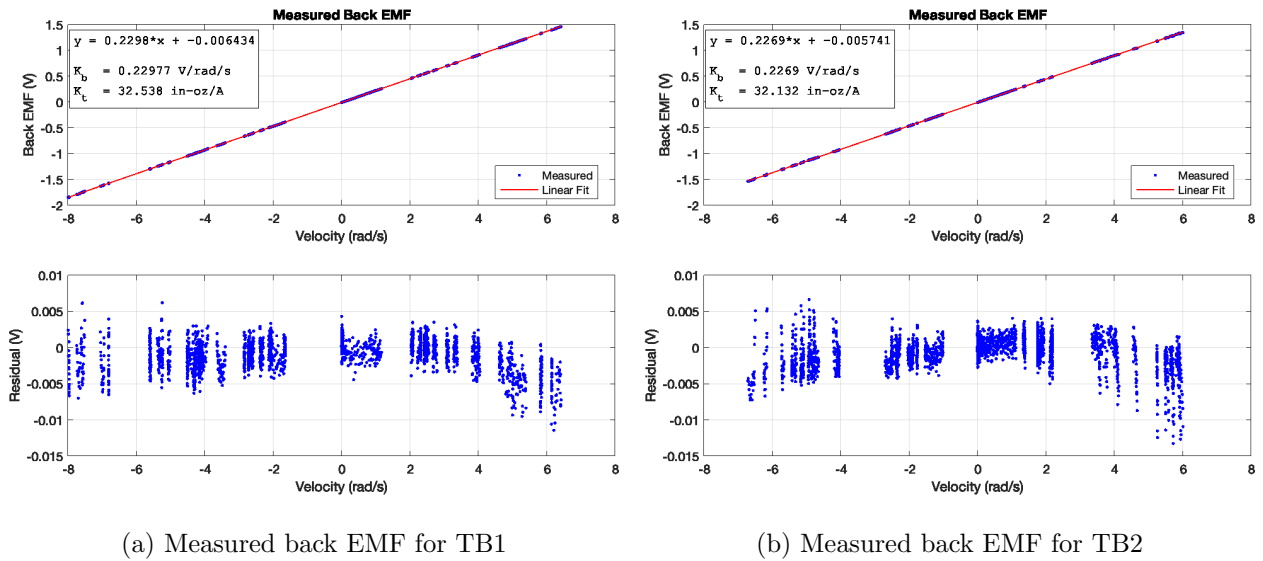 Measured Back EMF
y = 0.2298*x + -0.006434
K_b = 0.22977 V/rad/s
K_t = 32.538 in-oz/A
Back EMF (V)
1.5
1
0.5
0
-0.5
-1
-1.5
-2
Measured
Linear Fit
-8 -6 -4 -2 0 2 4 6 8
Velocity (rad/s)
Residual (V)
0.01
0.005
0
-0.005
-0.01
-0.015
-8 -6 -4 -2 0 2 4 6 8
Velocity (rad/s)
(a) Measured back EMF for TB1
Measured Back EMF
y = 0.2269*x + -0.005741
K_b = 0.2269 V/rad/s
K_t = 32.132 in-oz/A
Back EMF (V)
1.5
1
0.5
0
-0.5
-1
-1.5
-2
Measured
Linear Fit
-8 -6 -4 -2 0 2 4 6 8
Velocity (rad/s)
Residual (V)
0.01
0.005
0
-0.005
-0.01
-0.015
-8 -6 -4 -2 0 2 4 6 8
Velocity (rad/s)
(b) Measured back EMF for TB2